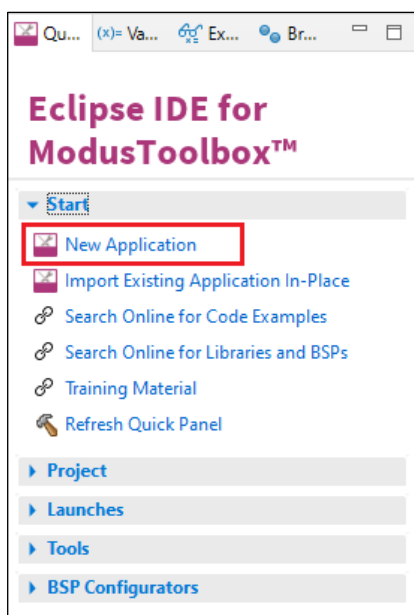 Qu... (x)= Va... Ex... Br...
Eclipse IDE for
ModusToolbox™
Start
New Application
Import Existing Application In-Place
Search Online for Code Examples
Search Online for Libraries and BSPs
Training Material
Refresh Quick Panel
Project
Launches
Tools
BSP Configurators